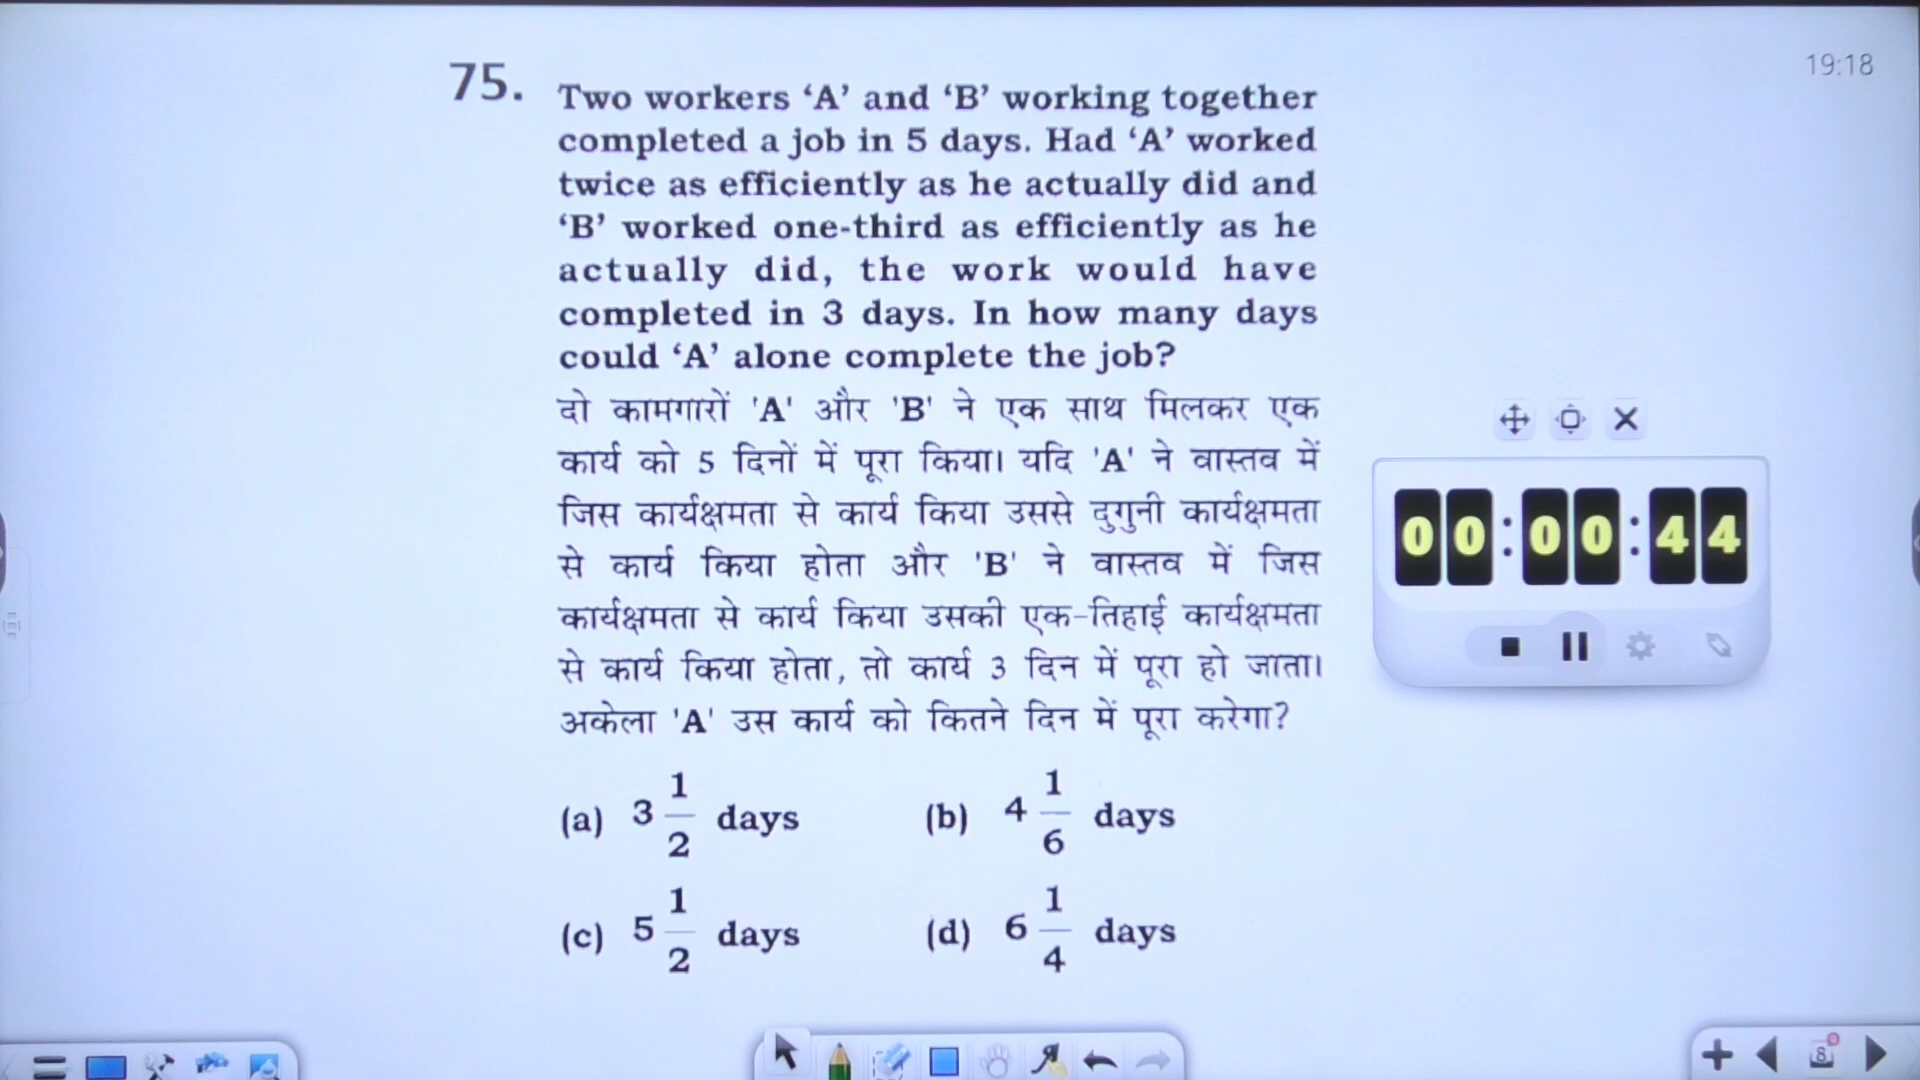 19:18
75. Two workers ‘A’ and ‘B’ working together
completed a job in 5 days. Had ‘A’ worked
twice as efficiently as he actually did and
‘B’ worked one-third as efficiently as he
actually did, the work would have
completed in 3 days. In how many days
could ‘A’ alone complete the job?
दो कामगारों 'A' और 'B' ने एक साथ मिलकर एक
कार्य को 5 दिनों में पूरा किया। यदि 'A' ने वास्तव में
जिस कार्यक्षमता से कार्य किया उससे दुगुनी कार्यक्षमता
से कार्य किया होता और 'B' ने वास्तव में जिस
कार्यक्षमता से कार्य किया उसकी एक-तिहाई कार्यक्षमता
से कार्य किया होता, तो कार्य 3 दिन में पूरा हो जाता।
अकेला 'A' उस कार्य को कितने दिन में पूरा करेगा?
00:00:44
(a) 3 1/2 days (b) 4 1/6 days
(c) 5 1/2 days (d) 6 1/4 days
8